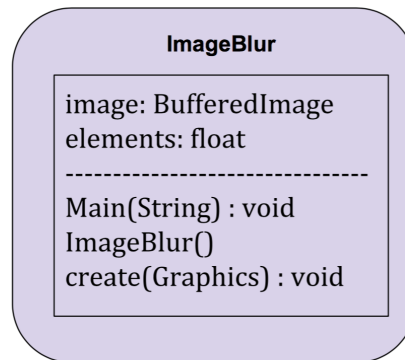 ImageBlur
image: BufferedImage
elements: float
--------------------------------
Main(String) : void
ImageBlur()
create(Graphics) : void